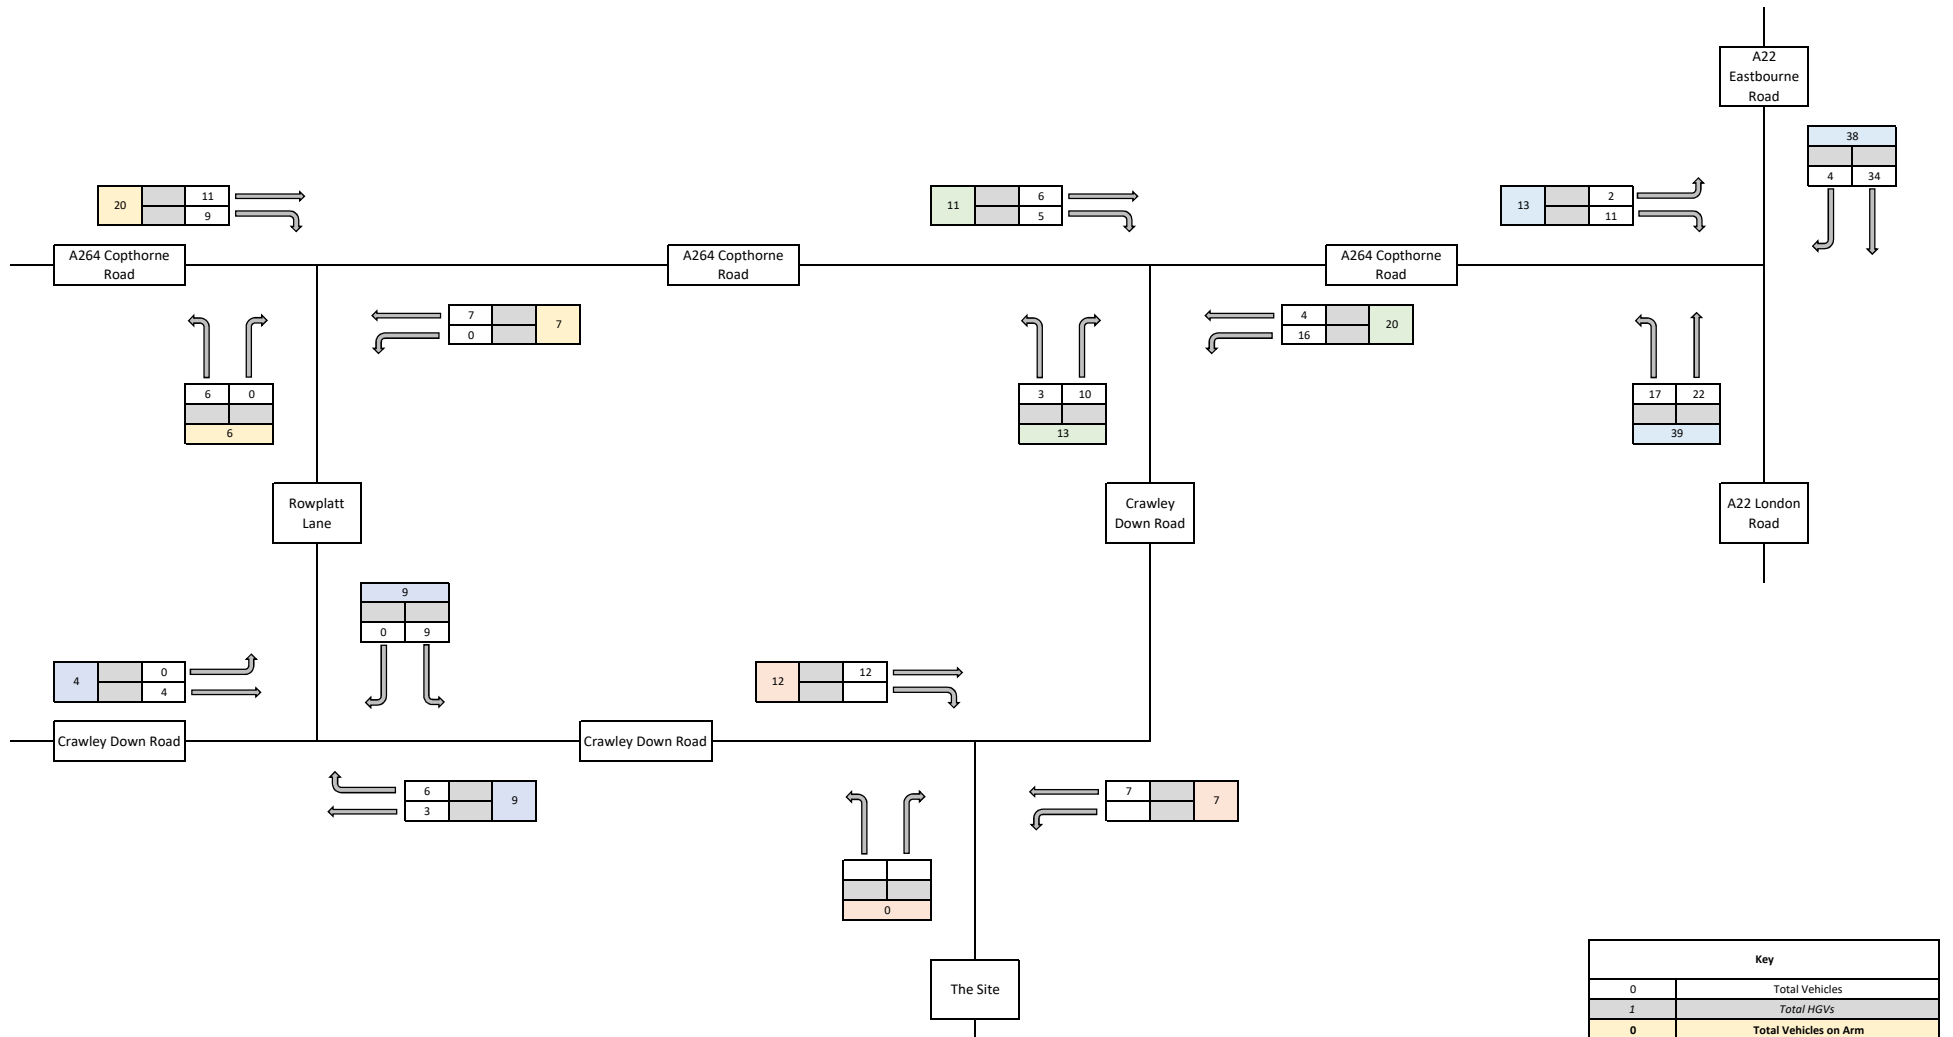 A22
Eastbourne
Road
38
4 34
20 11
9
11 6
5
13 2
11
A264 Copthorne
Road
A264 Copthorne
Road
A264 Copthorne
Road
7 7
0
4 20
16
6 0
6
3 10
13
17 22
39
Rowplatt
Lane
Crawley
Down Road
A22 London
Road
9
0 9
4 0
4
12 12
Crawley Down Road
Crawley Down Road
6 9
3
7 7
0
The Site
Key
0 Total Vehicles
1 Total HGVs
0 Total Vehicles on Arm